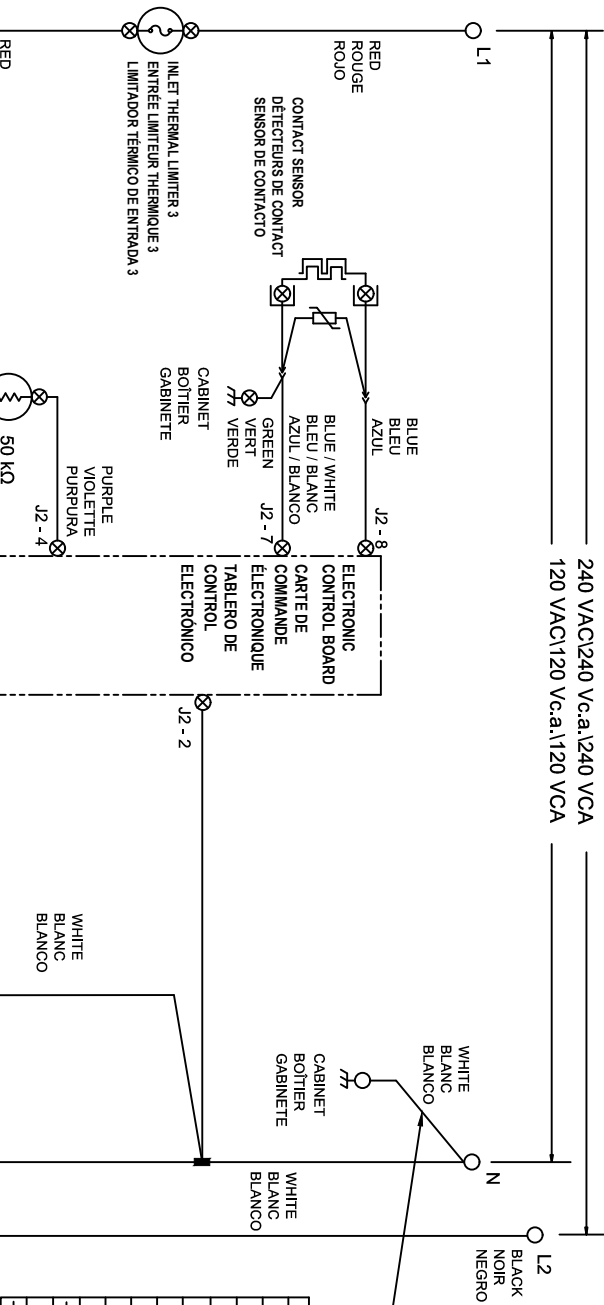 240 VAC\240 Vc.a.\240 VCA
120 VAC\120 Vc.a.\120 VCA
L1
RED
ROUGE
ROJO
INLET THERMAL LIMITER 3
ENTRÉE LIMITEUR THERMIQUE 3
LIMITADOR TÉRMICO DE ENTRADA 3
RED
CONTACT SENSOR
DÉTECTEURS DE CONTACT
SENSOR DE CONTACTO
BLUE
BLEU
AZUL
J2 - 8
BLUE / WHITE
BLEU / BLANC
AZUL / BLANCO
J2 - 7
GREEN
VERT
VERDE
CABINET
BOÎTIER
GABINETE
PURPLE
VIOLETTE
PURPURA
J2 - 4
50 kΩ
ELECTRONIC
CONTROL BOARD
CARTE DE
COMMANDE
ÉLECTRONIQUE
TABLERO DE
CONTROL
ELECTRÓNICO
J2 - 2
WHITE
BLANC
BLANCO
WHITE
BLANC
BLANCO
CABINET
BOÎTIER
GABINETE
N
WHITE
BLANC
BLANCO
L2
BLACK
NOIR
NEGRO